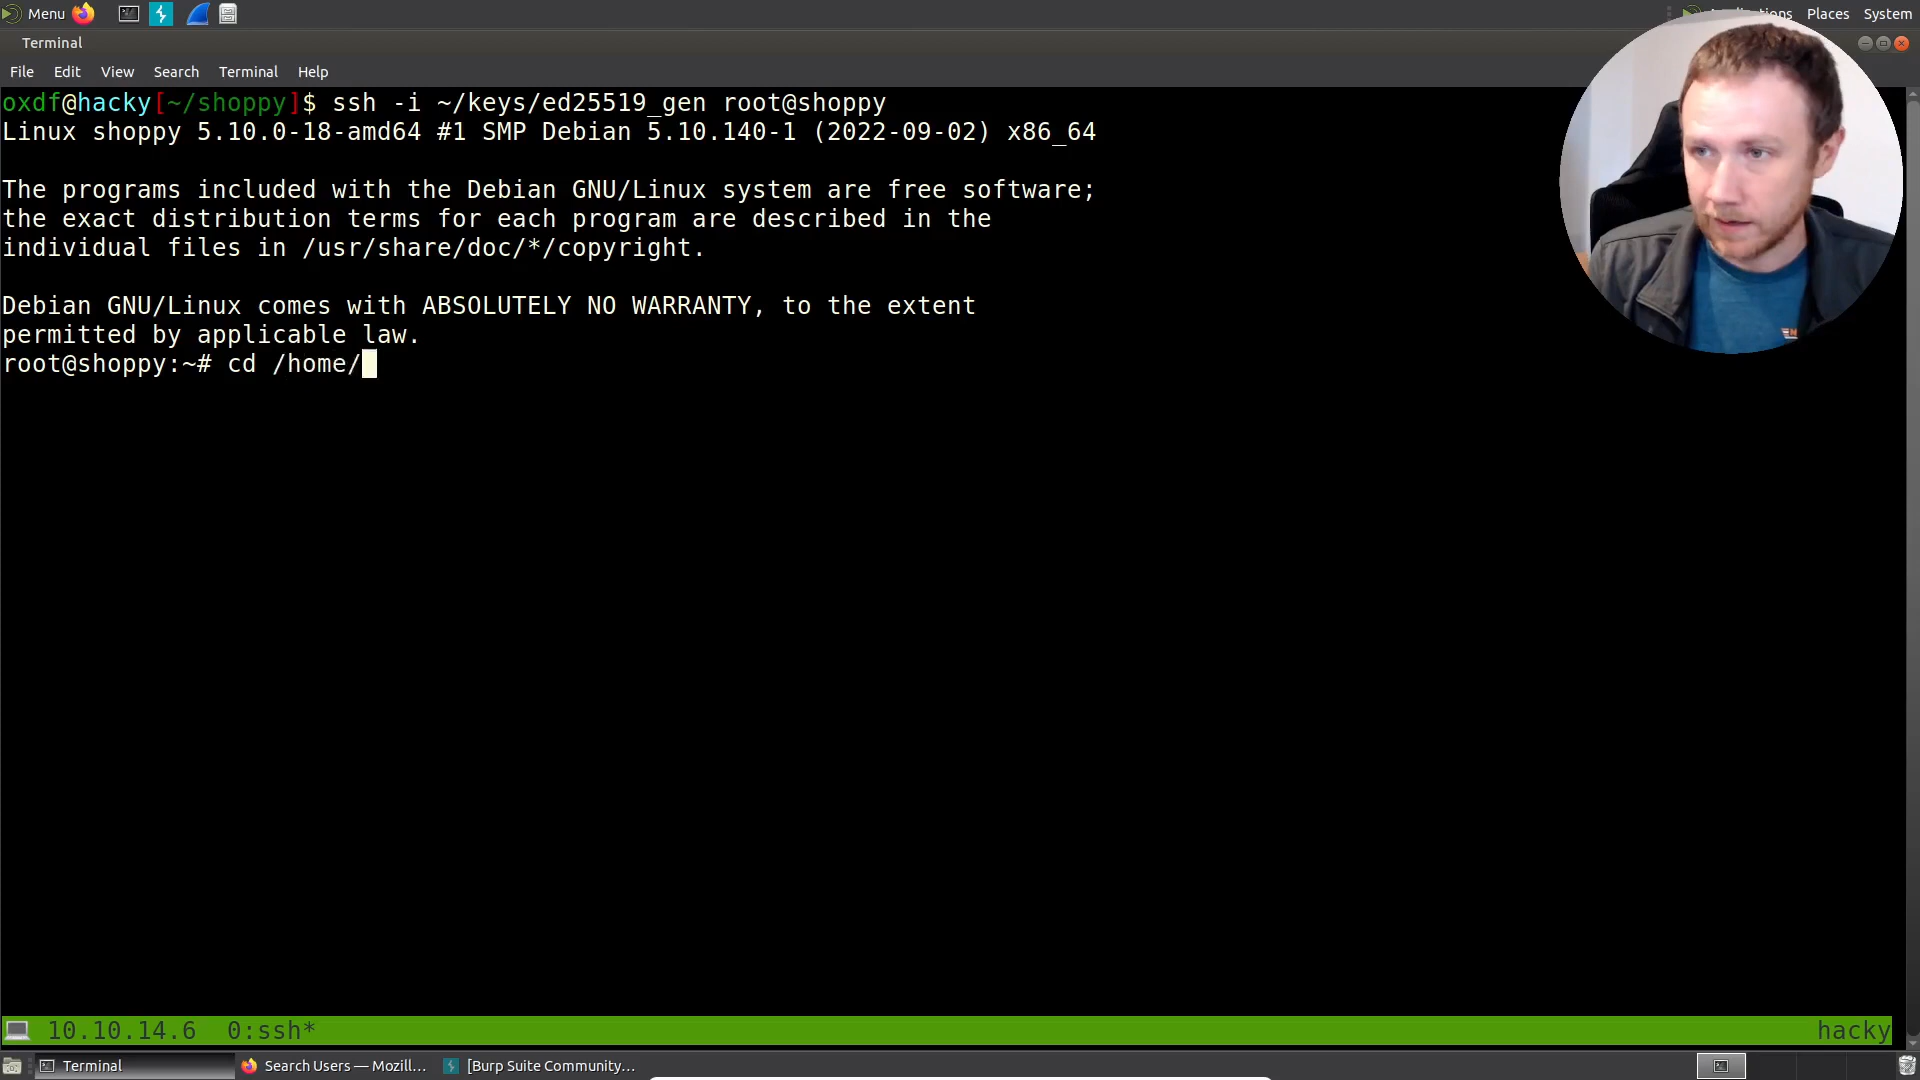 Menu
Applications Places System
Terminal
File Edit View Search Terminal Help
oxdf@hacky[~/shoppy]$ ssh -i ~/keys/ed25519_gen root@shoppy
Linux shoppy 5.10.0-18-amd64 #1 SMP Debian 5.10.140-1 (2022-09-02) x86_64
The programs included with the Debian GNU/Linux system are free software;
the exact distribution terms for each program are described in the
individual files in /usr/share/doc/*/copyright.
Debian GNU/Linux comes with ABSOLUTELY NO WARRANTY, to the extent
permitted by applicable law.
root@shoppy:~# cd /home/
10.10.14.6 0:ssh* hacky
Terminal Search Users — Mozill... [Burp Suite Community...